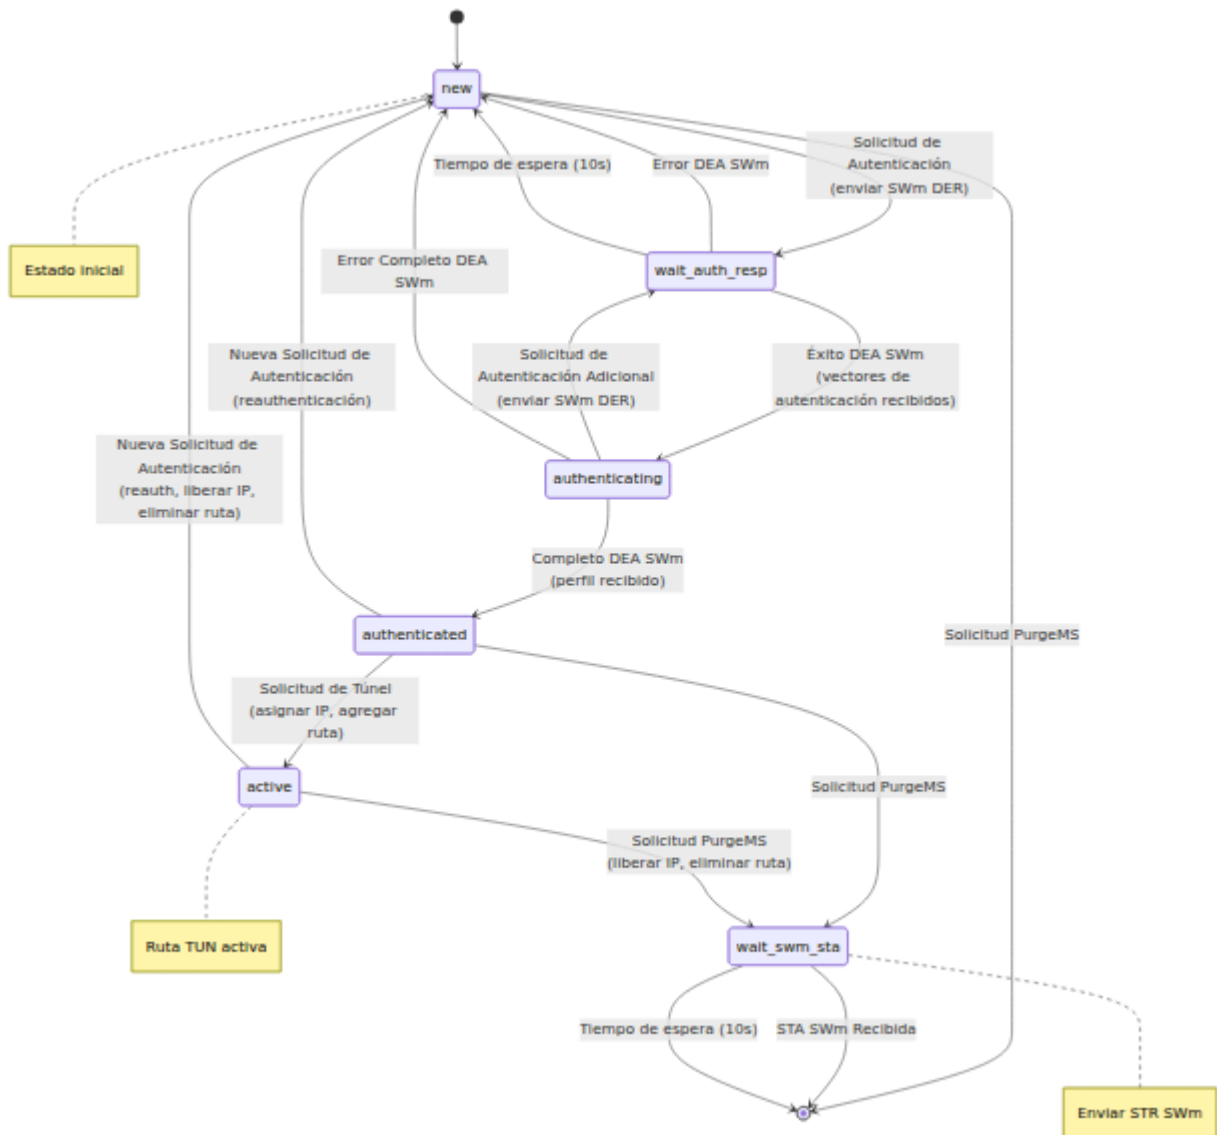 new
Tiempo de espera (10s)
Error DEA SWm
Solicitud de
Autenticación
(enviar SWm DER)
Estado inicial
Error Completo DEA
SWm
wait_auth_resp
Nueva Solicitud de
Autenticación
(reauthenticación)
Solicitud de
Autenticación Adicional
(enviar SWm DER)
Éxito DEA SWm
(vectores de
autenticación recibidos)
Nueva Solicitud de
Autenticación
(reauth, liberar IP,
eliminar ruta)
authenticating
Completo DEA SWm
(perfil recibido)
authenticated
Solicitud PurgeMS
Solicitud de Túnel
(asignar IP, agregar
ruta)
active
Solicitud PurgeMS
Solicitud PurgeMS
(liberar IP, eliminar ruta)
Ruta TUN activa
wait_swm_sta
Tiempo de espera (10s)
STA SWm Recibida
Enviar STR SWm